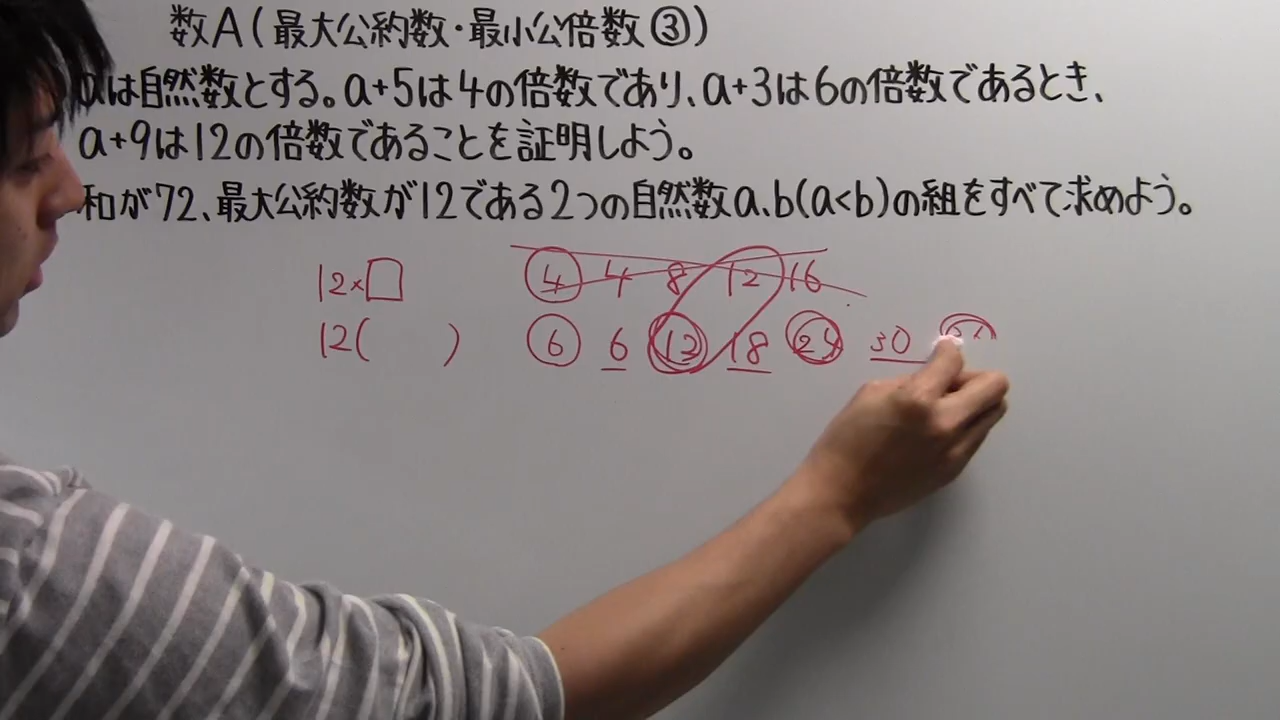 数A(最大公約数・最小公倍数③)
aは自然数とする。a+5は4の倍数であり、a+3は6の倍数であるとき、
a+9は12の倍数であることを証明しよう。
和が72、最大公約数が12である2つの自然数a、b(a<b)の組をすべて求めよう。
12×□ 4 4 8 12 16
12( ) 6 6 12 18 24 30